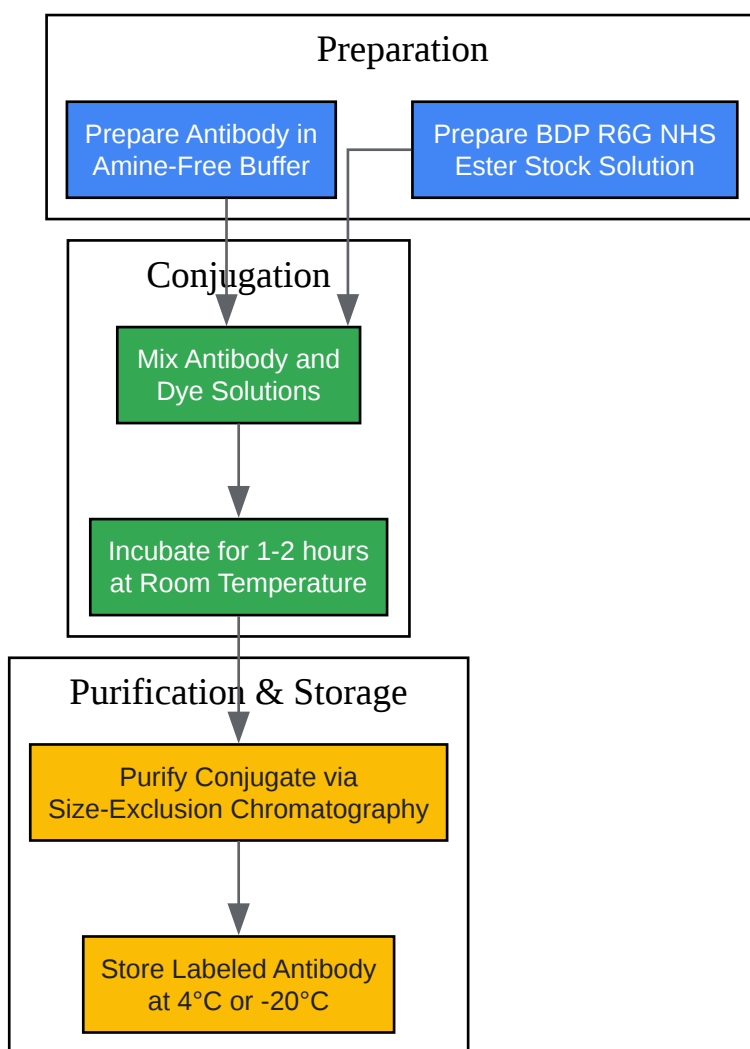 Preparation
Prepare Antibody in
Amine-Free Buffer
Prepare BDP R6G NHS
Ester Stock Solution
Conjugation
Mix Antibody and
Dye Solutions
Incubate for 1-2 hours
at Room Temperature
Purification & Storage
Purify Conjugate via
Size-Exclusion Chromatography
Store Labeled Antibody
at 4°C or -20°C